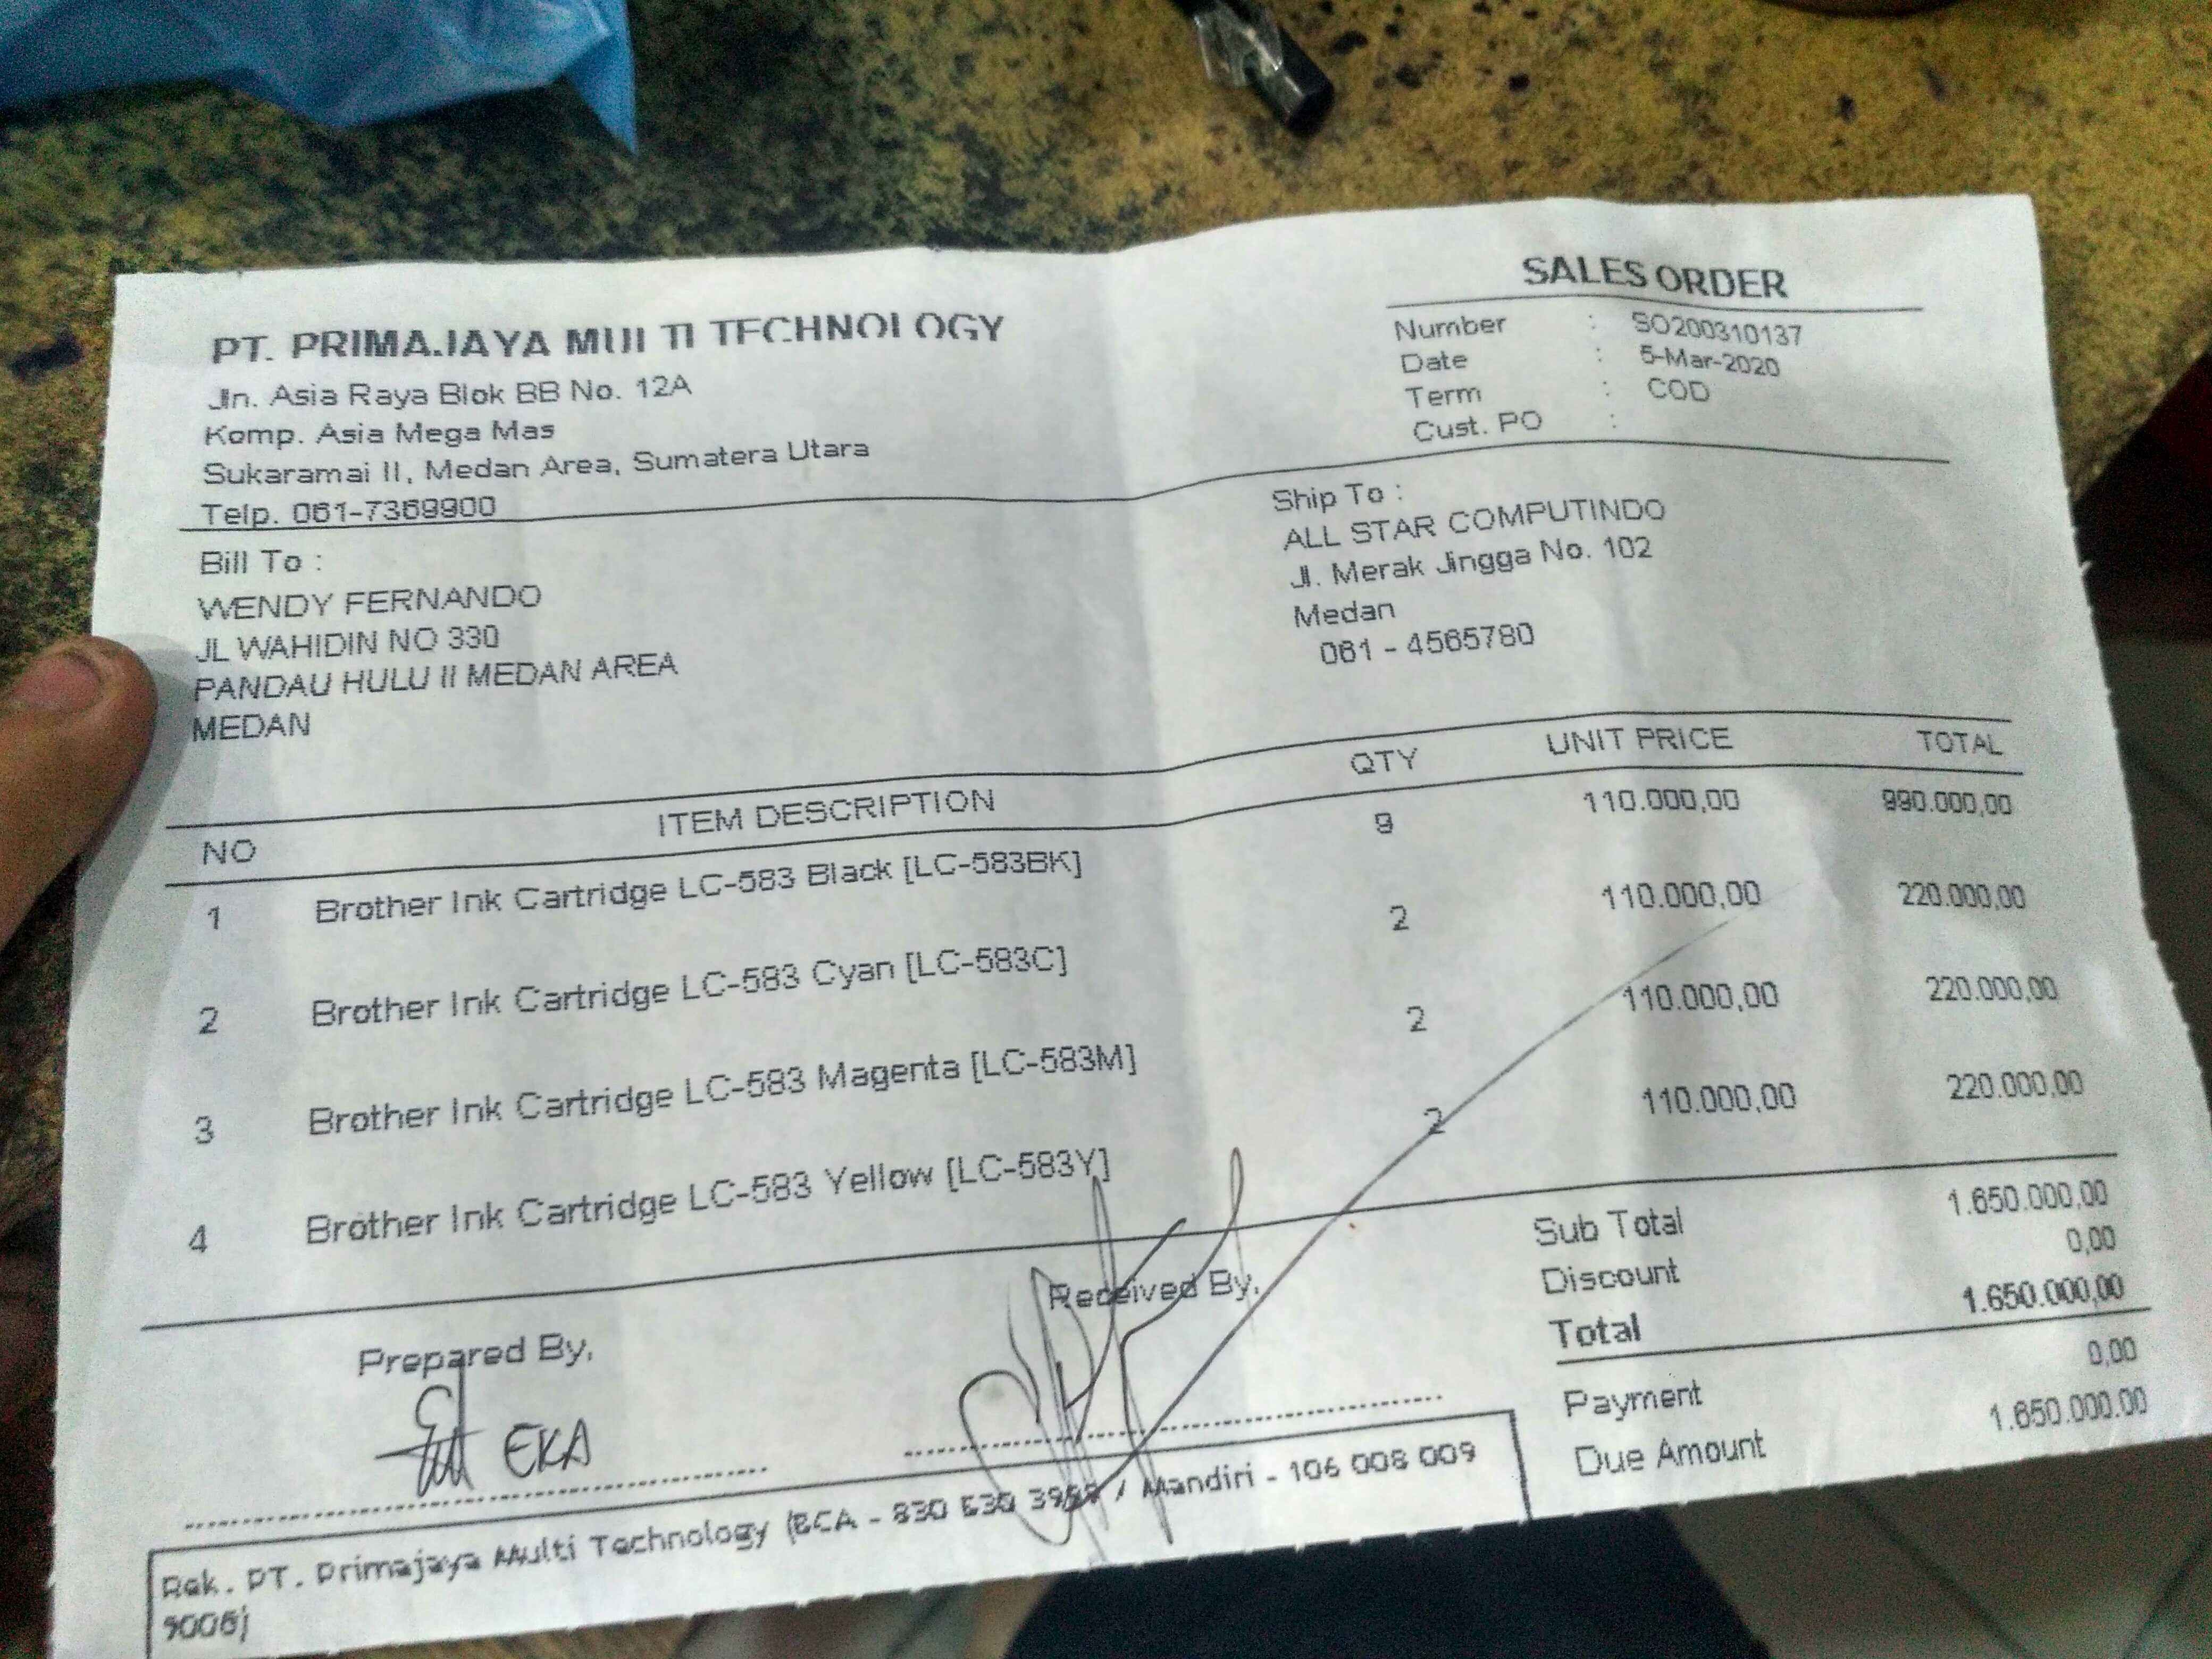 SALES ORDER
PT. PRIMAJAYA MULTI TECHNOLOGY
Jln. Asia Raya Blok BB No. 12A
Komp. Asia Mega Mas
Sukaramai II, Medan Area, Sumatera Utara
Telp. 061-7369900
Number : SO200310137
Date : 5-Mar-2020
Term : COD
Cust. PO :
Bill To :
WENDY FERNANDO
JL WAHIDIN NO 330
PANDAU HULU II MEDAN AREA
MEDAN
Ship To :
ALL STAR COMPUTINDO
Jl. Merak Jingga No. 102
Medan
061 - 4565780
NO ITEM DESCRIPTION QTY UNIT PRICE TOTAL
1 Brother Ink Cartridge LC-583 Black [LC-583BK] 9 110.000,00 990.000,00
2 Brother Ink Cartridge LC-583 Cyan [LC-583C] 2 110.000,00 220.000,00
3 Brother Ink Cartridge LC-583 Magenta [LC-583M] 2 110.000,00 220.000,00
4 Brother Ink Cartridge LC-583 Yellow [LC-583Y] 2 110.000,00 220.000,00
Sub Total 1.650.000,00
Discount 0,00
Total 1.650.000,00
Payment 0,00
Due Amount 1.650.000,00
Prepared By,
EKA
Received By,
Rek. PT. Primajaya Multi Technology (BCA - 830 530 / Mandiri - 106 008 009
9006)